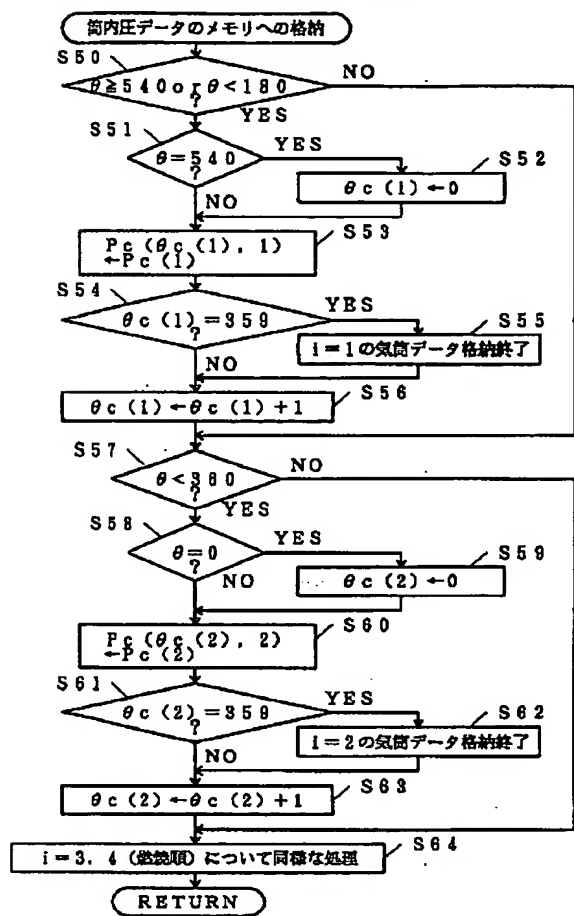 筒内圧データのメモリへの格納
S50
θ≧540 or θ<180
?
NO
YES
S51
θ=540
?
YES
S52
θc(1)←0
NO
S53
Pc(θc(1), 1)
←Pc(1)
S54
θc(1)=359
?
YES
S55
i=1の気筒データ格納終了
NO
S56
θc(1)←θc(1)+1
S57
θ<360
?
NO
YES
S58
θ=0
?
YES
S59
θc(2)←0
NO
S60
Pc(θc(2), 2)
←Pc(2)
S61
θc(2)=359
?
YES
S62
i=2の気筒データ格納終了
NO
S63
θc(2)←θc(2)+1
S64
i=3, 4(燃焼順)について同様な処理
RETURN